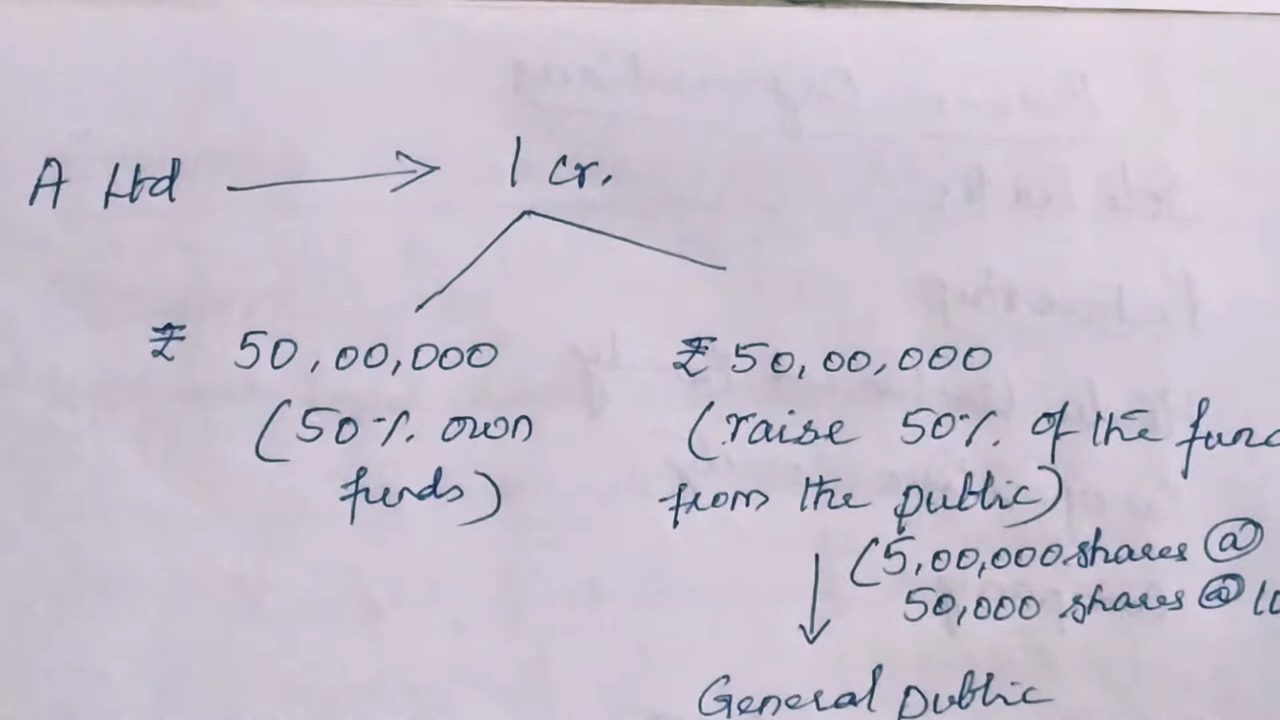 A Ltd → 1 cr.
₹ 50,00,000
(50% own
funds)
₹ 50,00,000
(raise 50% of the
from the public)
(5,00,000 shares @
50,000 shares @
General public